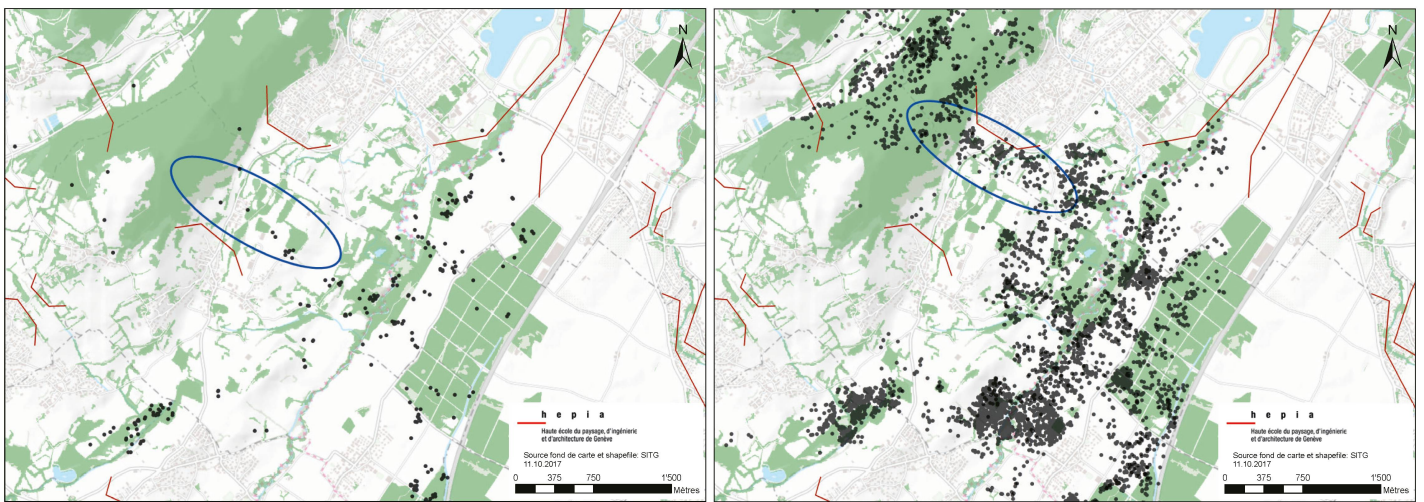 N
h e p i a
Haute école du paysage, d'ingénierie
et d'architecture de Genève
Source fond de carte et shapefile: SITG
11.10.2017
0 375 750 1'500
Mètres
N
h e p i a
Haute école du paysage, d'ingénierie
et d'architecture de Genève
Source fond de carte et shapefile: SITG
11.10.2017
0 375 750 1'500
Mètres